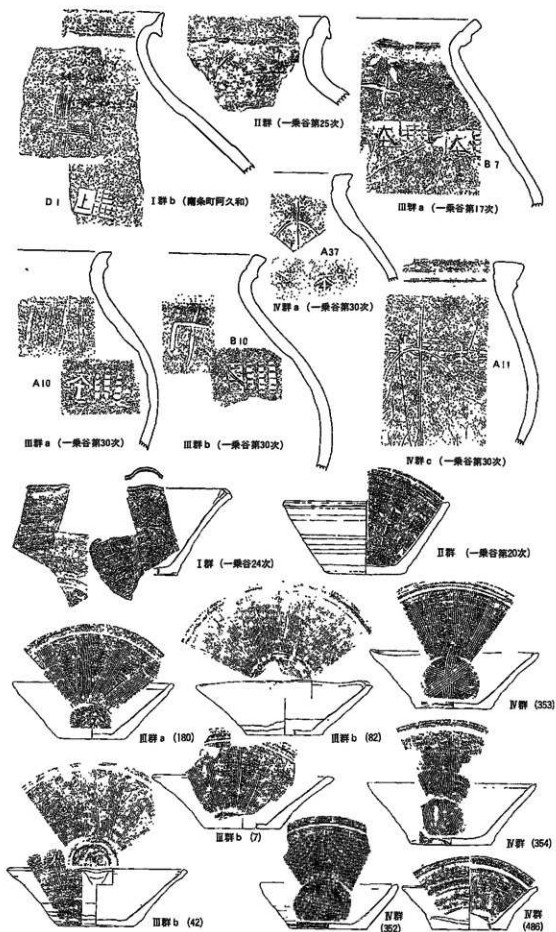 D 1
I群b (南条町阿久和)
II群 (一乗谷第25次)
B 7
III群a (一乗谷第17次)
A37
IV群a (一乗谷第30次)
A10
III群a (一乗谷第30次)
B10
III群b (一乗谷第30次)
A11
IV群c (一乗谷第30次)
I群 (一乗谷24次)
II群 (一乗谷第20次)
III群a (180)
III群b (82)
IV群
(353)
III群b (7)
IV群
(354)
III群b (42)
IV群
(352)
IV群
(486)